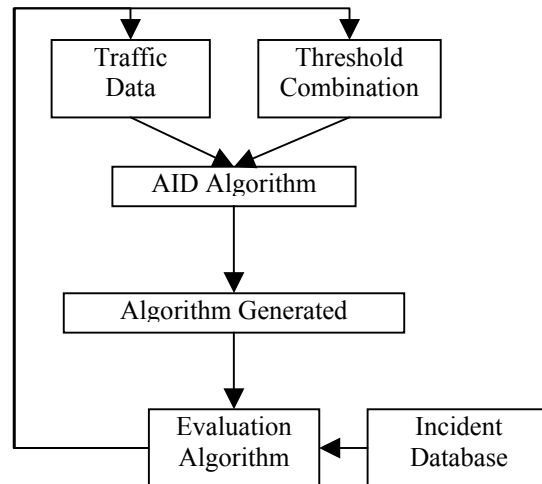 Traffic
Data
Threshold
Combination
AID Algorithm
Algorithm Generated
Evaluation
Algorithm
Incident
Database